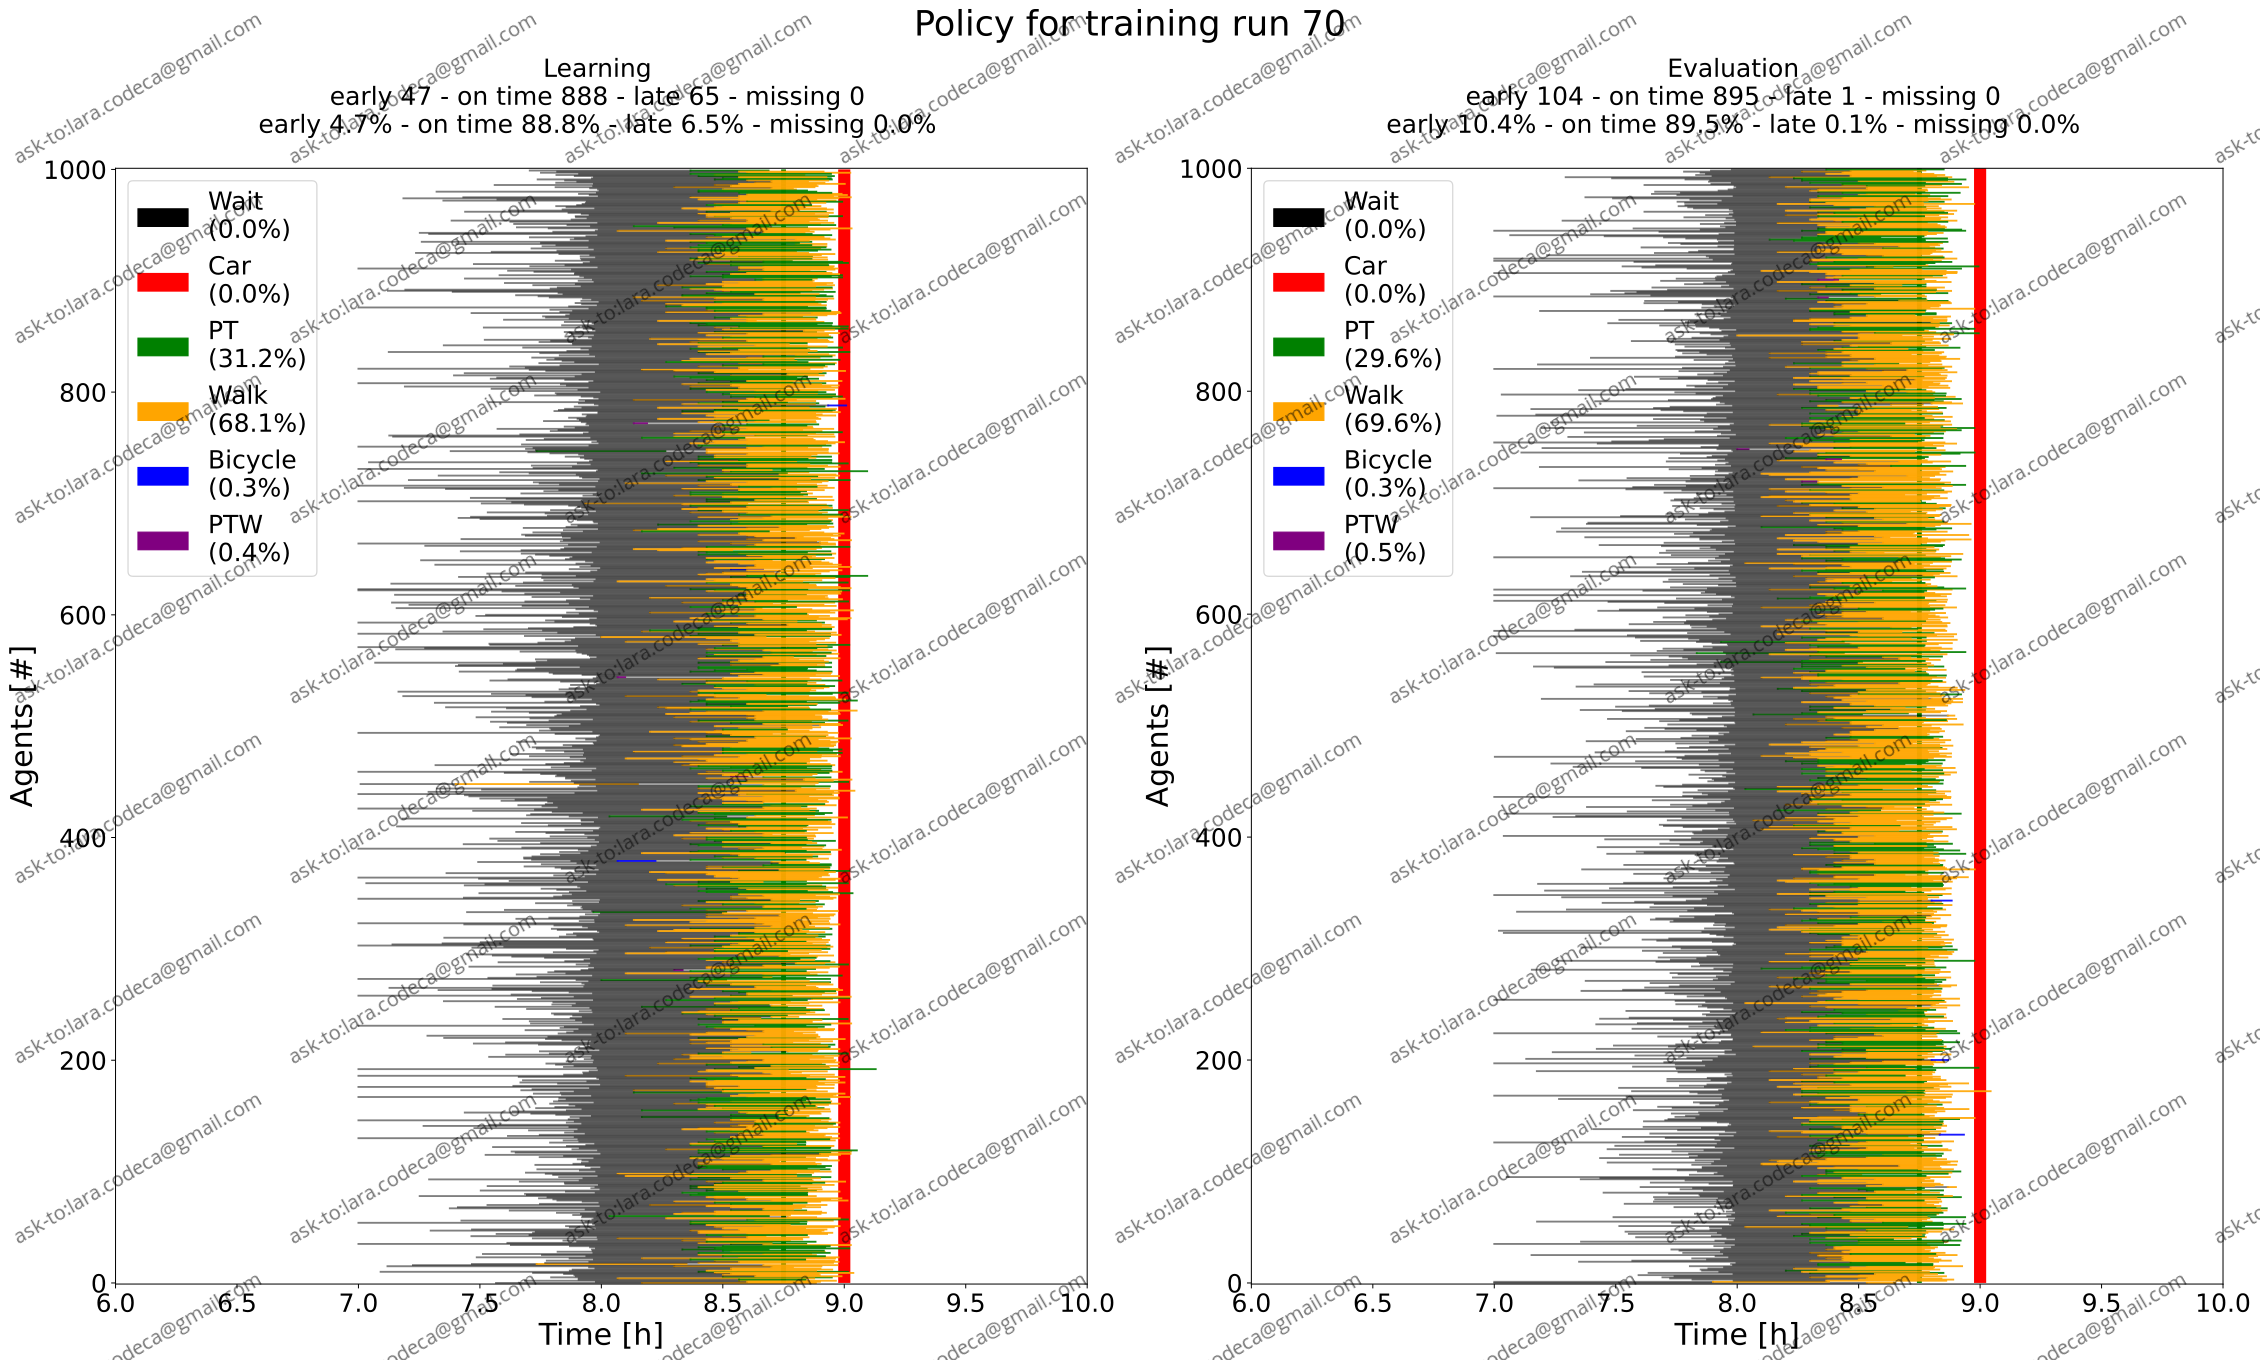 Policy for training run 70
Learning
early 47 - on time 888 - late 65 - missing 0
early 4.7% - on time 88.8% - late 6.5% - missing 0.0%
1000
800
600
400
200
0
Agents [#]
Wait
(0.0%)
Car
(0.0%)
PT
(31.2%)
Walk
(68.1%)
Bicycle
(0.3%)
PTW
(0.4%)
6.0 6.5 7.0 7.5 8.0 8.5 9.0 9.5 10.0
Time [h]
Evaluation
early 104 - on time 895 - late 1 - missing 0
early 10.4% - on time 89.5% - late 0.1% - missing 0.0%
1000
800
600
400
200
0
Agents [#]
Wait
(0.0%)
Car
(0.0%)
PT
(29.6%)
Walk
(69.6%)
Bicycle
(0.3%)
PTW
(0.5%)
6.0 6.5 7.0 7.5 8.0 8.5 9.0 9.5 10.0
Time [h]
ask-to:lara.codeca@gmail.com